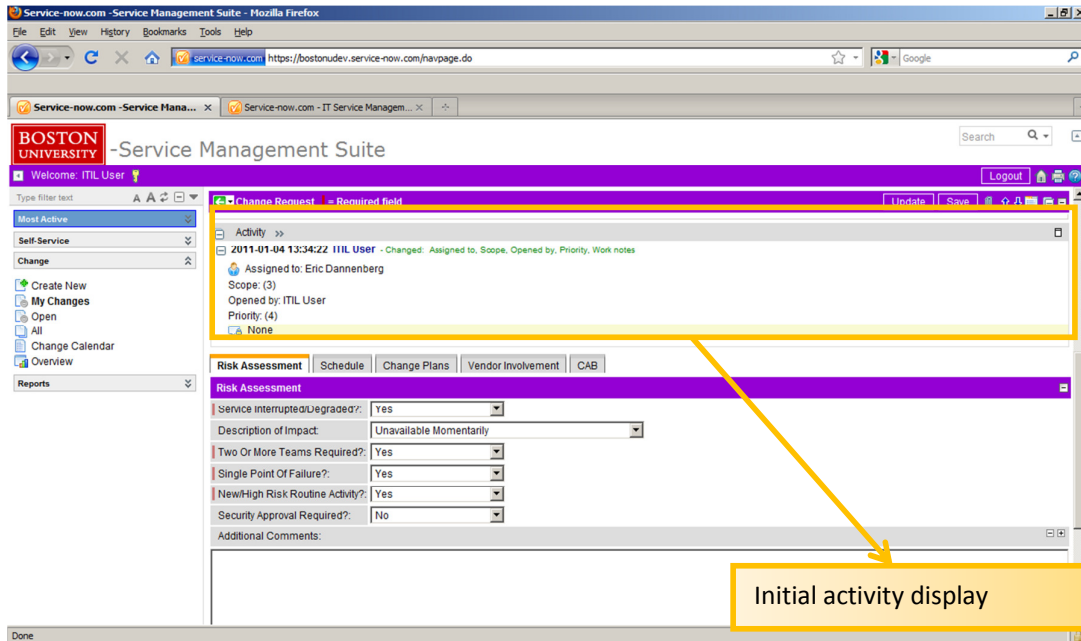 Service-now.com -Service Management Suite - Mozilla Firefox
File Edit View History Bookmarks Tools Help
service-now.com https://bostonudev.service-now.com/navpage.do Google
Service-now.com -Service Mana... Service-now.com - IT Service Managem...
BOSTON UNIVERSITY -Service Management Suite Search
Welcome: ITIL User Logout
Type filter text A A Change Request = Required field Update Save
Most Active
Activity
Self-Service
2011-01-04 13:34:22 ITIL User - Changed: Assigned to, Scope, Opened by, Priority, Work notes
Change
Assigned to: Eric Dannenberg
Create New
Scope: (3)
My Changes
Opened by: ITIL User
Open
Priority: (4)
All
None
Change Calendar
Overview
Risk Assessment Schedule Change Plans Vendor Involvement CAB
Reports
Risk Assessment
Service Interrupted/Degraded?: Yes
Description of Impact: Unavailable Momentarily
Two Or More Teams Required?: Yes
Single Point Of Failure?: Yes
New/High Risk Routine Activity?: Yes
Security Approval Required?: No
Additional Comments:
Initial activity display
Done